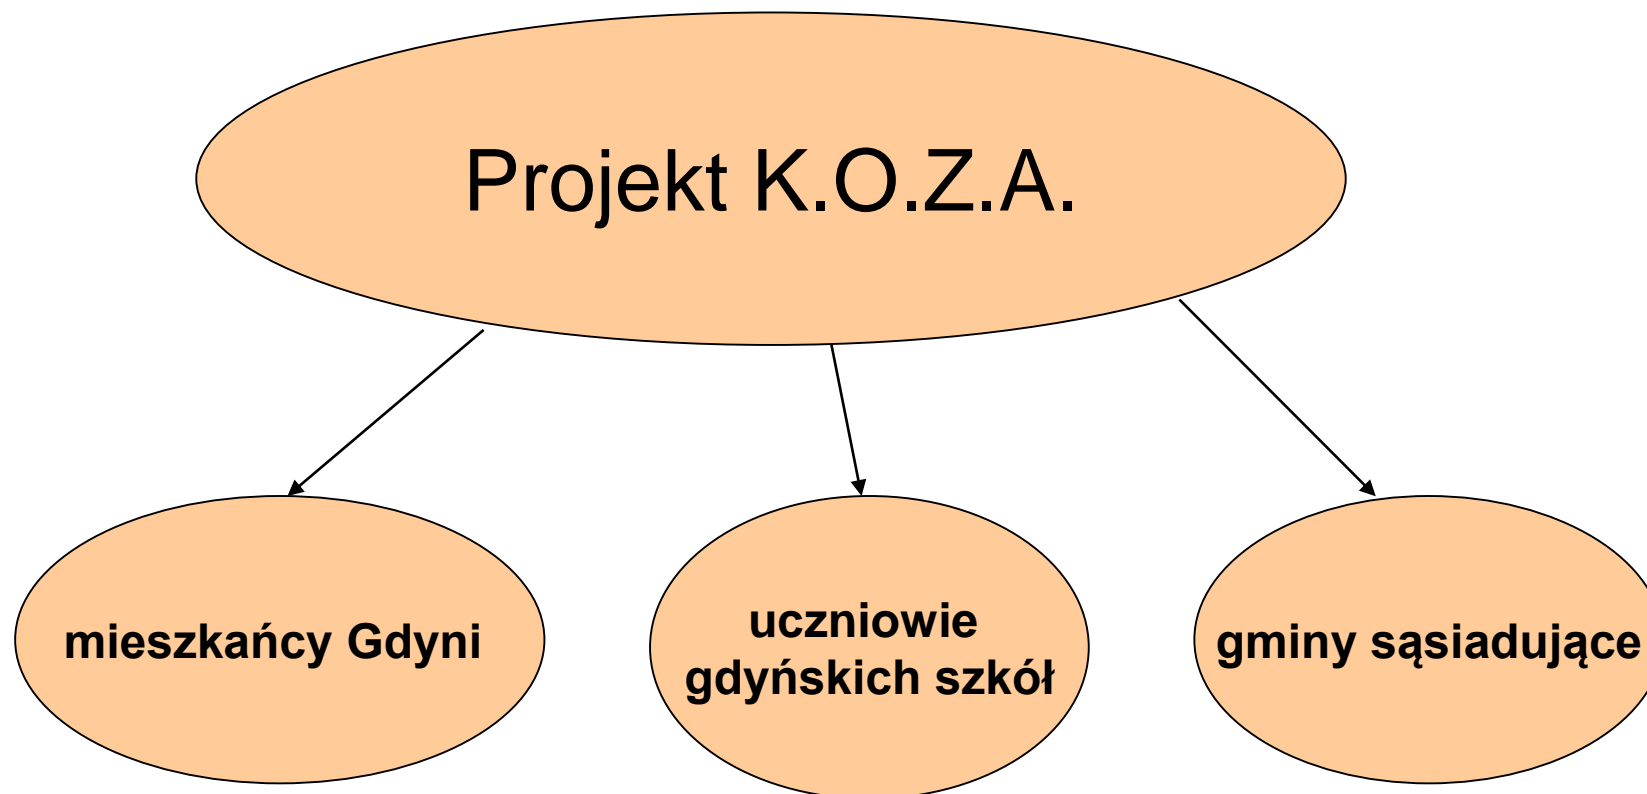 Projekt K.O.Z.A.
mieszkańcy Gdyni
uczniowie
gdyńskich szkół
gminy sąsiadujące